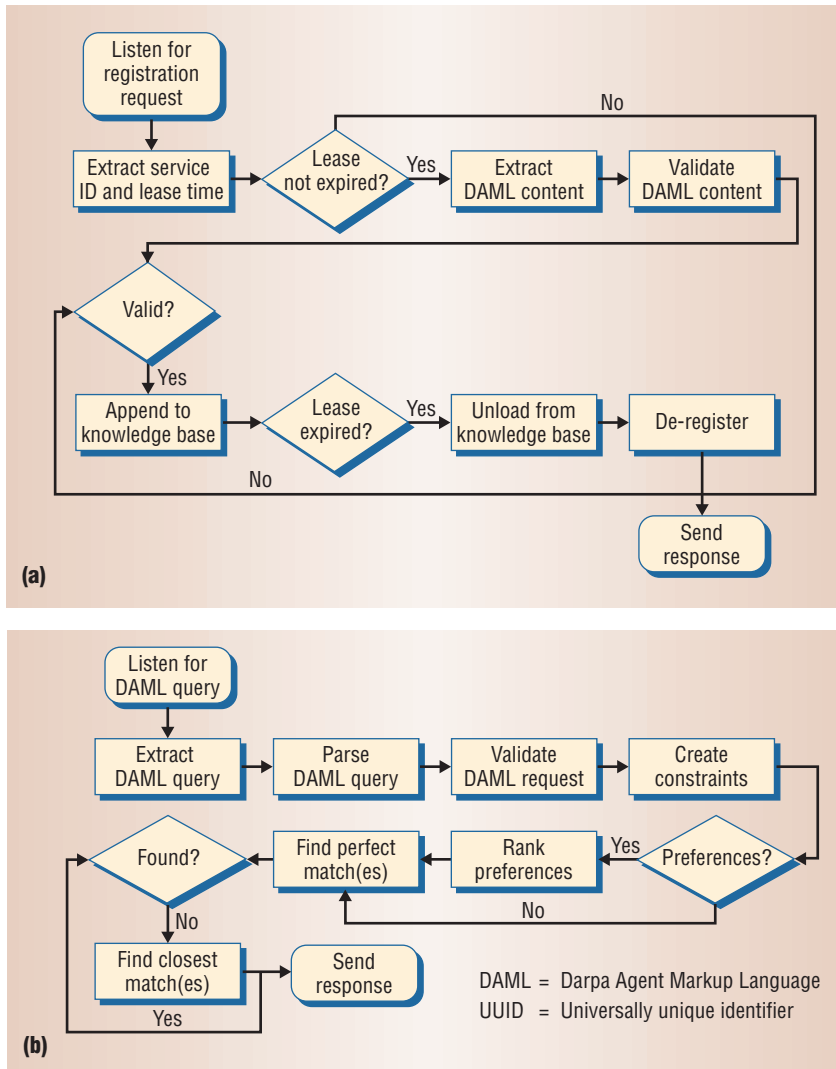 Listen for
registration
request
No
Extract service
ID and lease time
Lease
not expired?
Yes
Extract
DAML content
Validate
DAML content
Valid?
Yes
Append to
knowledge base
Lease
expired?
Yes
Unload from
knowledge base
De-register
No
Send
response
(a)
Listen for
DAML query
Extract
DAML query
Parse
DAML query
Validate
DAML request
Create
constraints
Found?
Find perfect
match(es)
Rank
preferences
Yes
Preferences?
No
No
Find closest
match(es)
Send
response
Yes
DAML = Darpa Agent Markup Language
UUID = Universally unique identifier
(b)